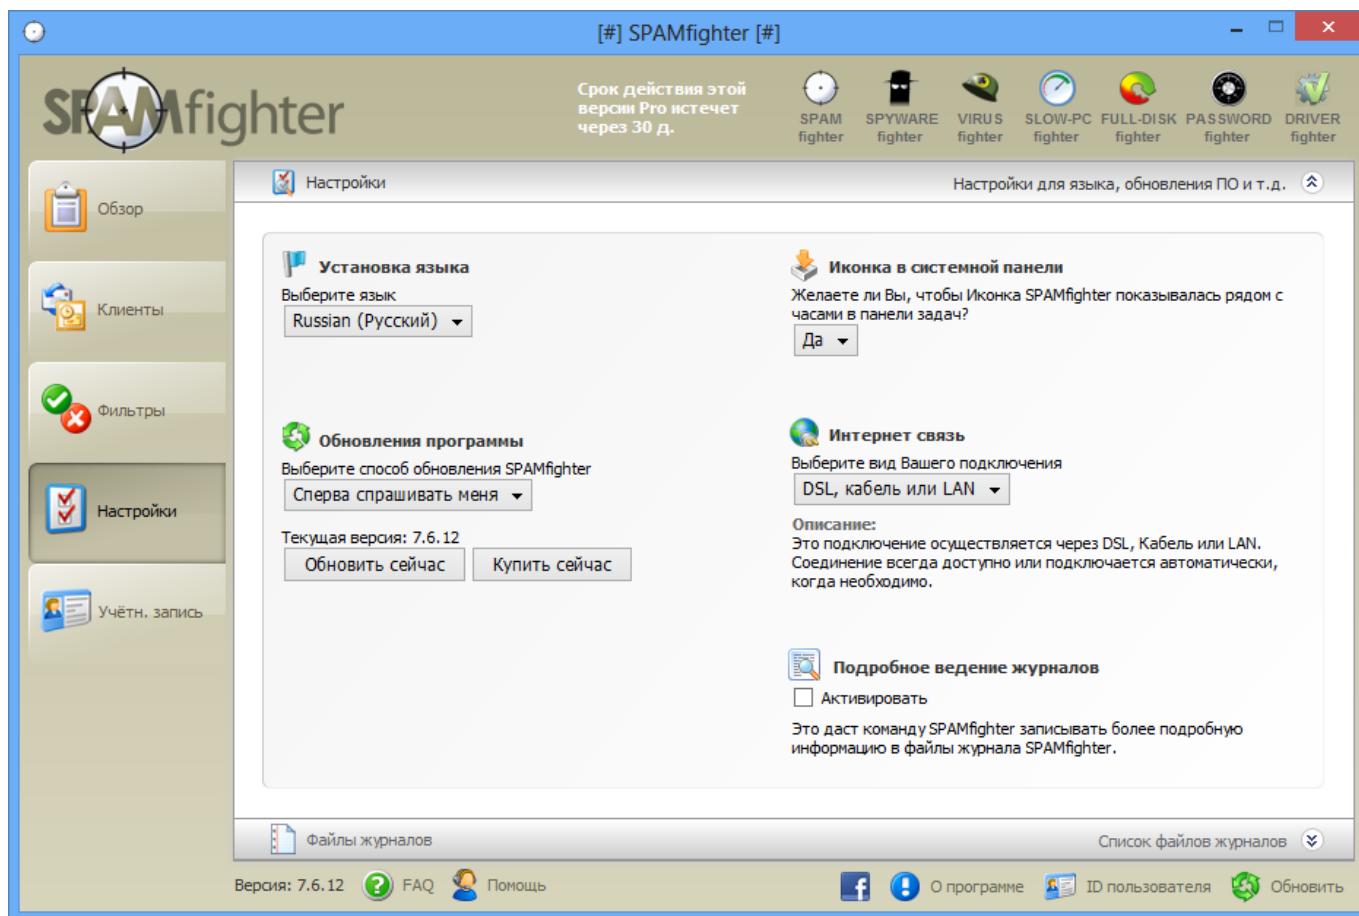 [#] SPAMfighter [#]
SPAMfighter
Срок действия этой
версии Pro истечет
через 30 д.
SPAM
fighter
SPYWARE
fighter
VIRUS
fighter
SLOW-PC
fighter
FULL-DISK
fighter
PASSWORD
fighter
DRIVER
fighter
Обзор
Клиенты
Фильтры
Настройки
Учётн. запись
Настройки
Настройки для языка, обновления ПО и т.д.
Установка языка
Выберите язык
Russian (Русский)
Обновления программы
Выберите способ обновления SPAMfighter
Сперва спрашивать меня
Текущая версия: 7.6.12
Обновить сейчас
Купить сейчас
Иконка в системной панели
Желаете ли Вы, чтобы Иконка SPAMfighter показывалась рядом с
часами в панели задач?
Да
Интернет связь
Выберите вид Вашего подключения
DSL, кабель или LAN
Описание:
Это подключение осуществляется через DSL, Кабель или LAN.
Соединение всегда доступно или подключается автоматически,
когда необходимо.
Подробное ведение журналов
Активировать
Это даст команду SPAMfighter записывать более подробную
информацию в файлы журнала SPAMfighter.
Файлы журналов
Список файлов журналов
Версия: 7.6.12
FAQ
Помощь
О программе
ID пользователя
Обновить